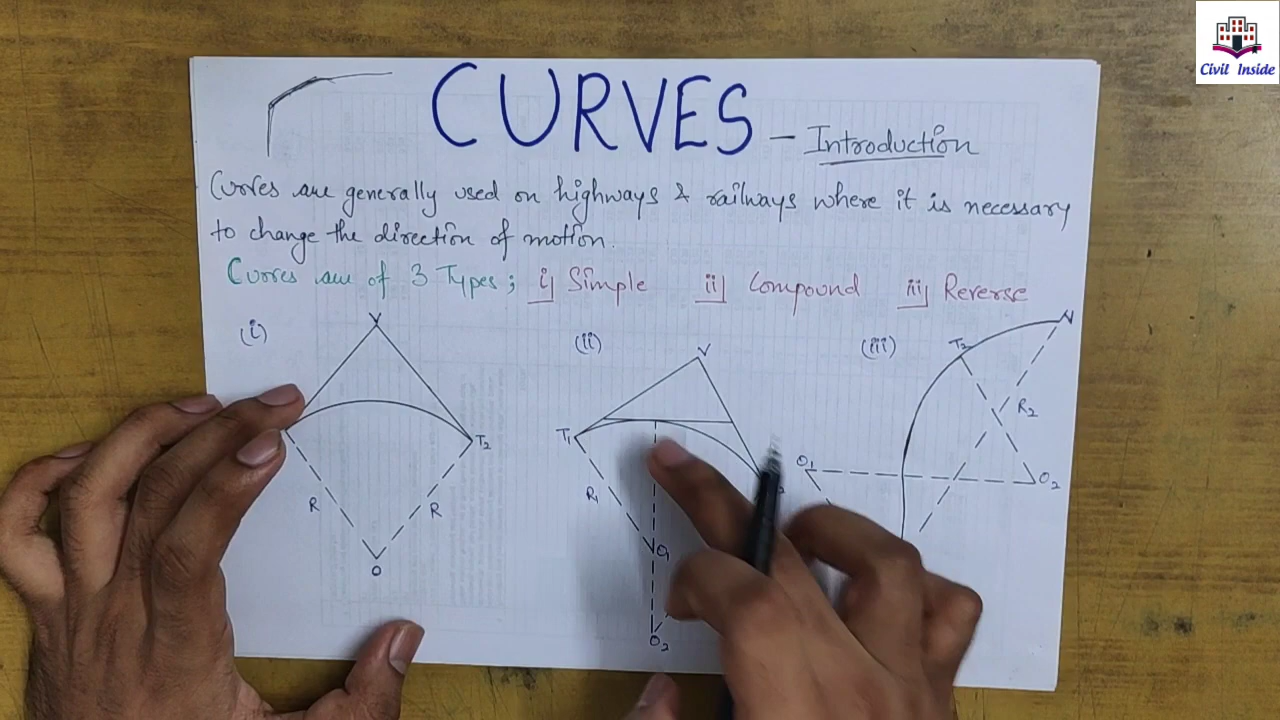 Civil Inside
CURVES - Introduction
Curves are generally used on highways & railways where it is necessary
to change the direction of motion.
Curves are of 3 Types; i) Simple ii) Compound iii) Reverse
(i)
V
T2
R
R
O
(ii)
V
T1
R1
O1
O2
(iii)
T2
V
R2
O1
O2